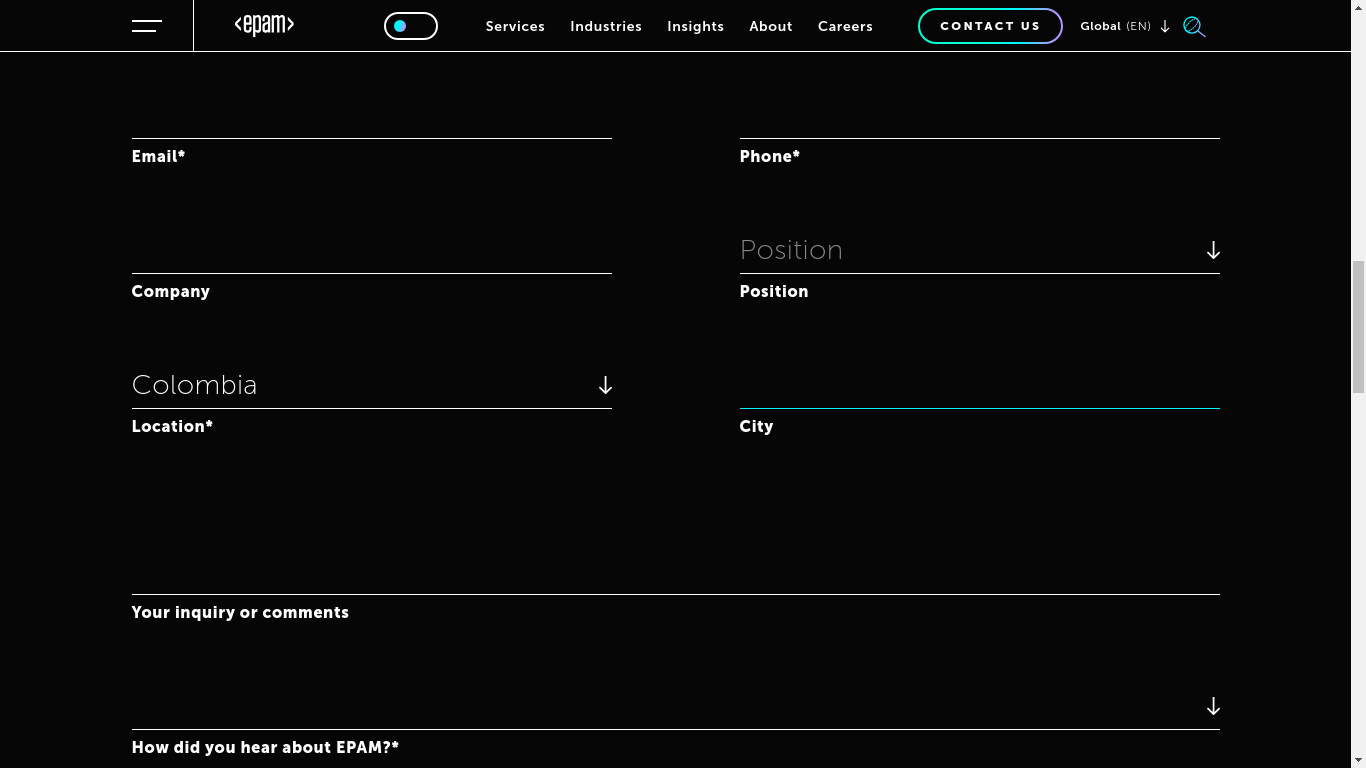 <epam>
Services Industries Insights About Careers CONTACT US Global (EN)
Email* Phone*
Position
Company Position
Colombia
Location* City
Your inquiry or comments
How did you hear about EPAM?*